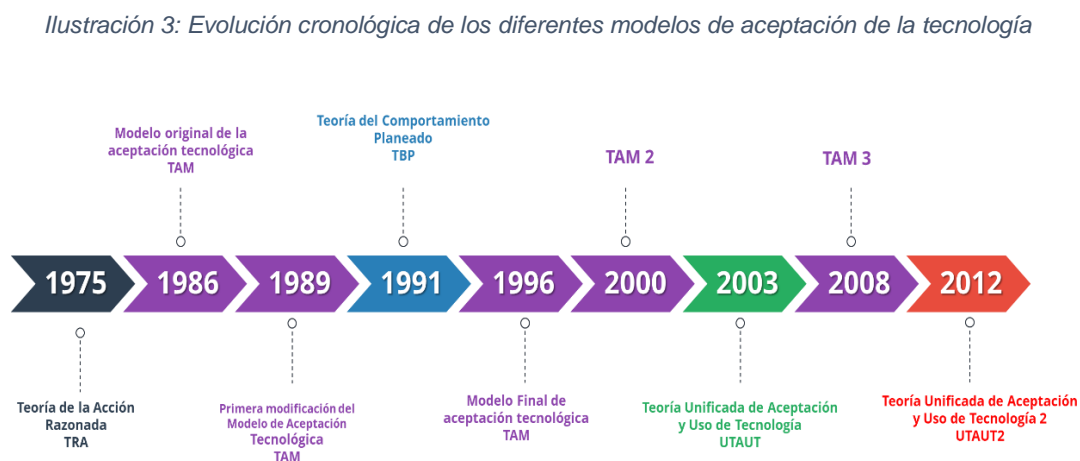 Ilustración 3: Evolución cronológica de los diferentes modelos de aceptación de la tecnología
Modelo original de la
aceptación tecnológica
TAM
Teoría del Comportamiento
Planeado
TBP
TAM 2
TAM 3
1975
1986
1989
1991
1996
2000
2003
2008
2012
Teoría de la Acción
Razonada
TRA
Primera modificación del
Modelo de Aceptación
Tecnológica
TAM
Modelo Final de
aceptación tecnológica
TAM
Teoría Unificada de Aceptación
y Uso de Tecnología
UTAUT
Teoría Unificada de Aceptación
y Uso de Tecnología 2
UTAUT2